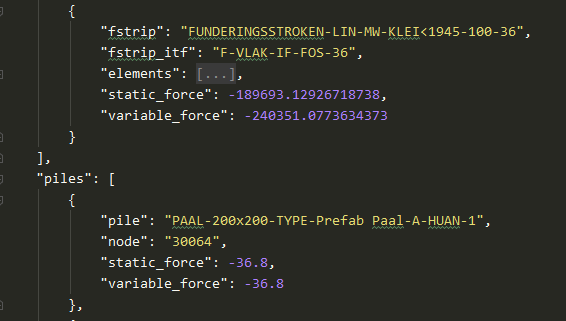 {
"fstrip": "FUNDERINGSSTROKEN-LIN-MW-KLEI<1945-100-36",
"fstrip_itf": "F-VLAK-IF-FOS-36",
"elements": [...],
"static_force": -189693.12926718738,
"variable_force": -240351.0773634373
}
],
"piles": [
{
"pile": "PAAL-200x200-TYPE-Prefab Paal-A-HUAN-1",
"node": "30064",
"static_force": -36.8,
"variable_force": -36.8
},